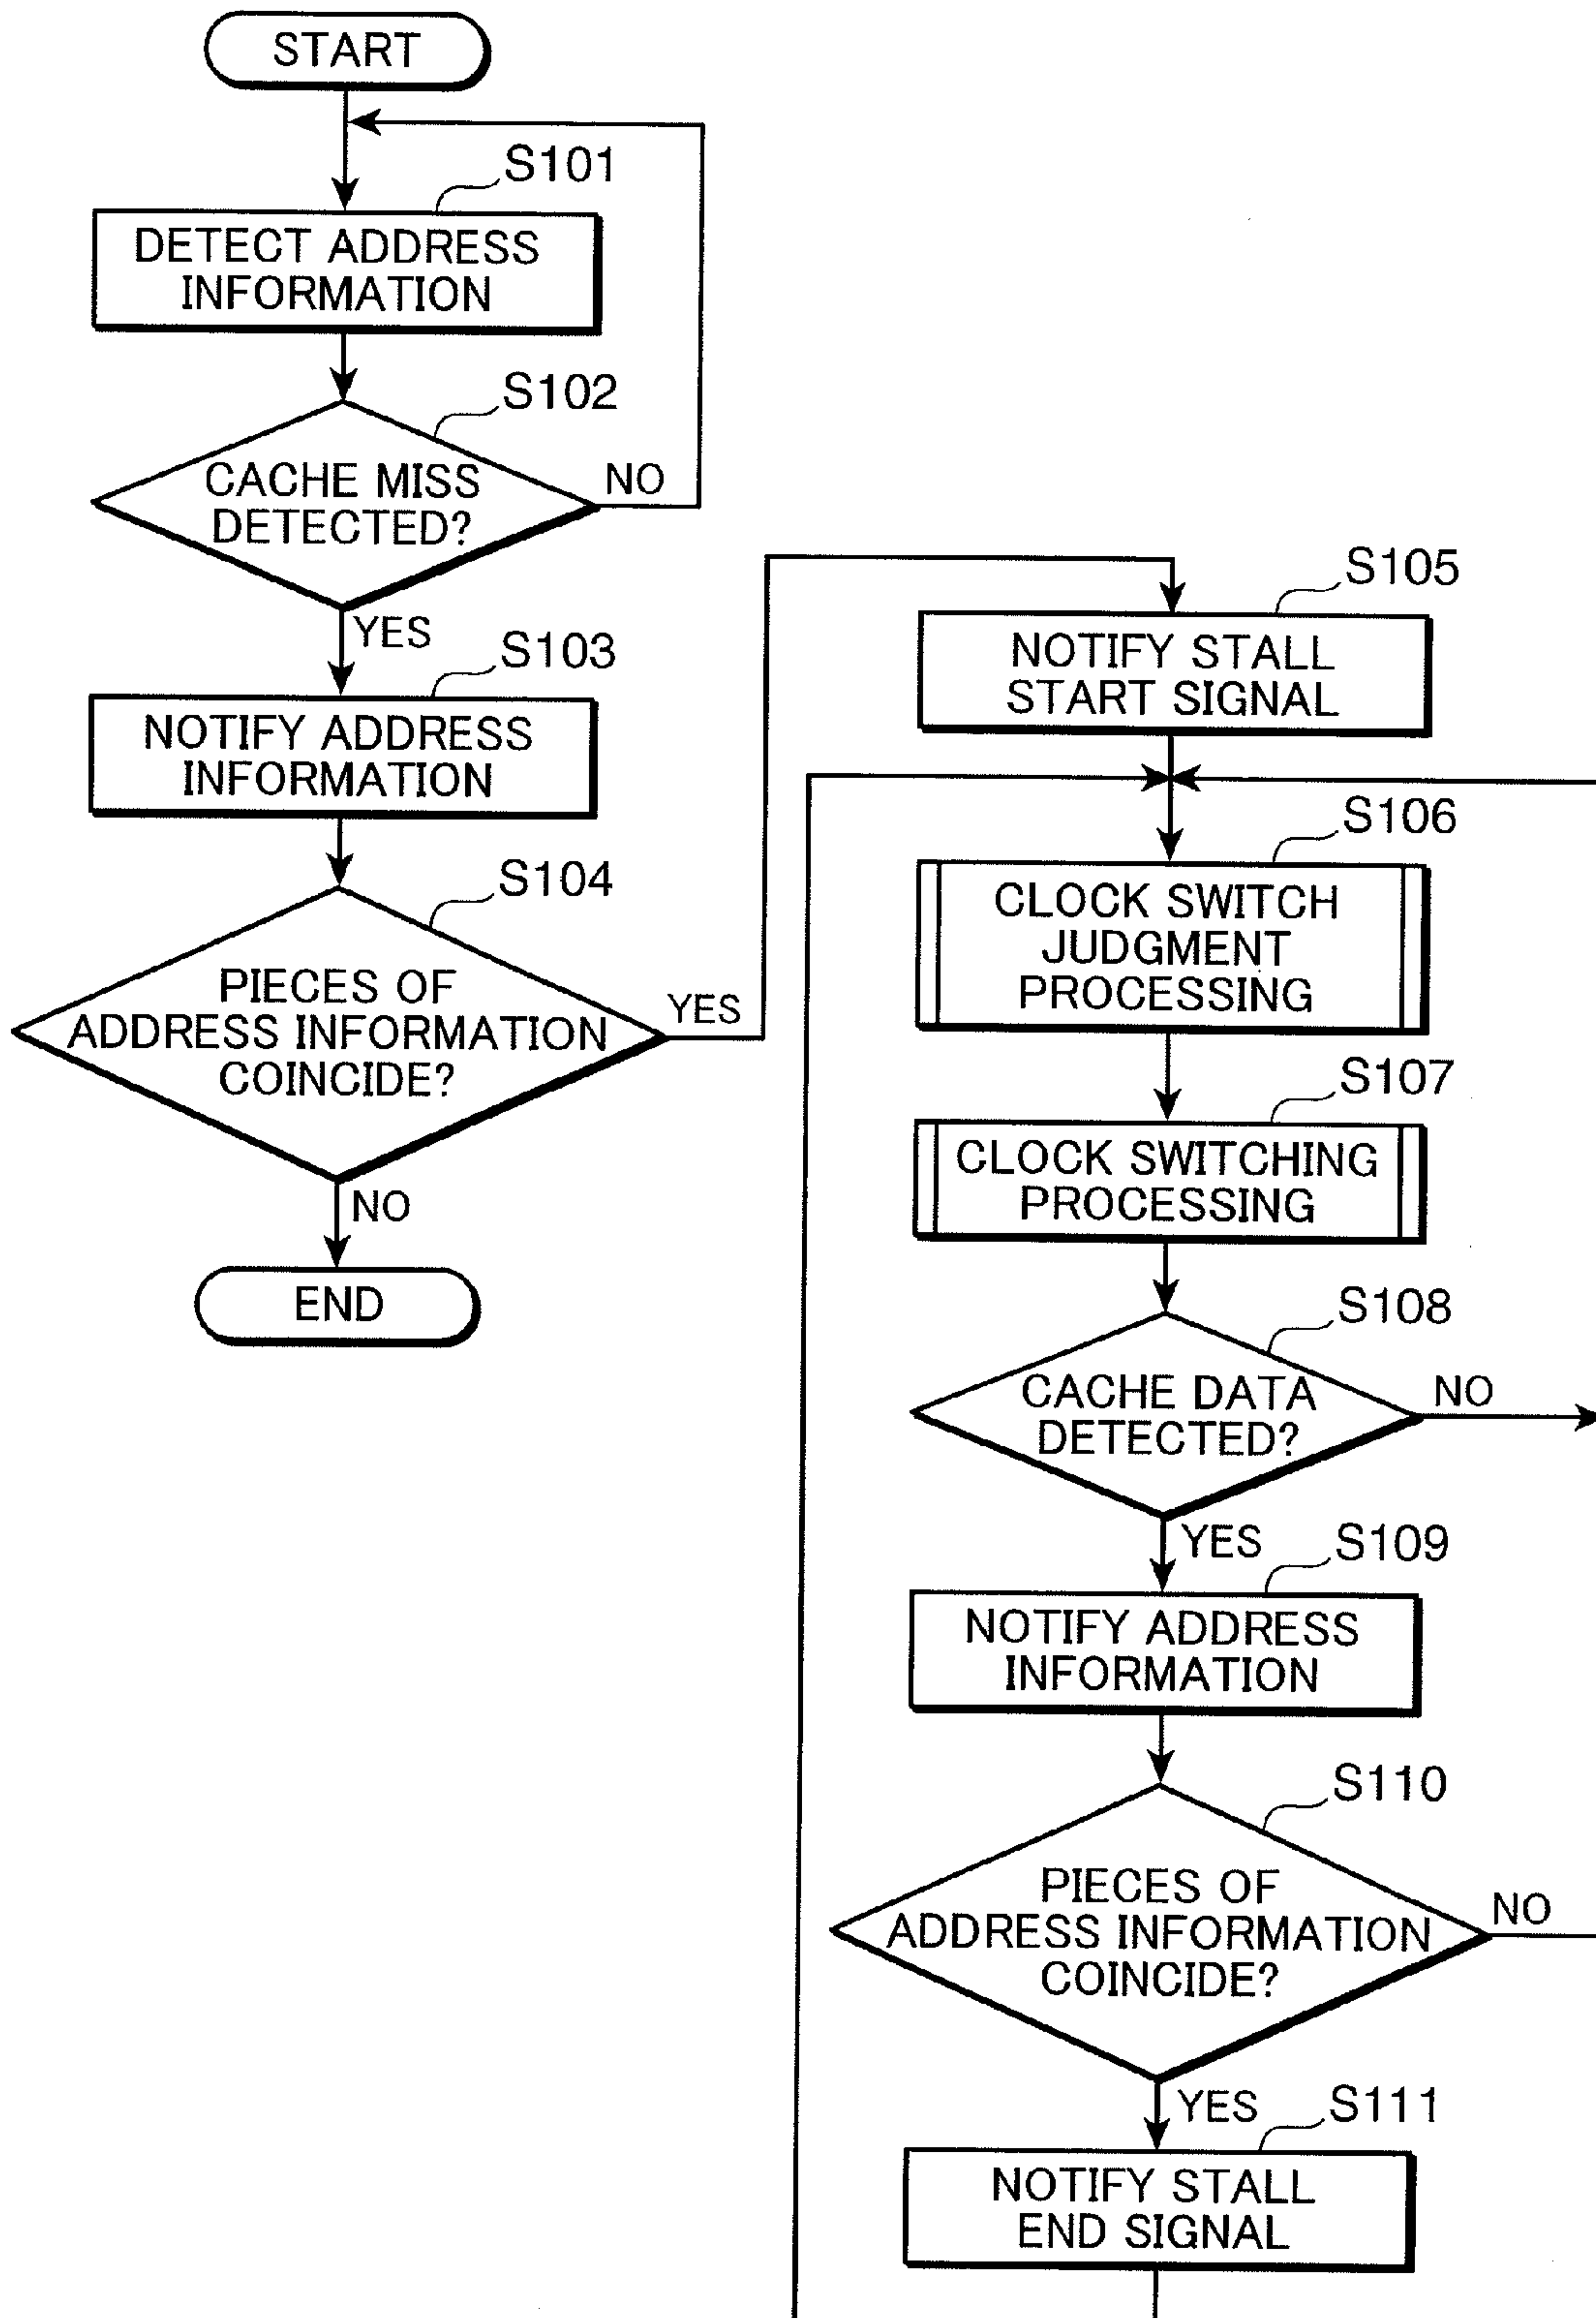 START
S101
DETECT ADDRESS
INFORMATION
S102
CACHE MISS
DETECTED?
NO
YES
S103
NOTIFY ADDRESS
INFORMATION
S104
PIECES OF
ADDRESS INFORMATION
COINCIDE?
YES
NO
END
S105
NOTIFY STALL
START SIGNAL
S106
CLOCK SWITCH
JUDGMENT
PROCESSING
S107
CLOCK SWITCHING
PROCESSING
S108
CACHE DATA
DETECTED?
NO
YES
S109
NOTIFY ADDRESS
INFORMATION
S110
PIECES OF
ADDRESS INFORMATION
COINCIDE?
NO
YES
S111
NOTIFY STALL
END SIGNAL